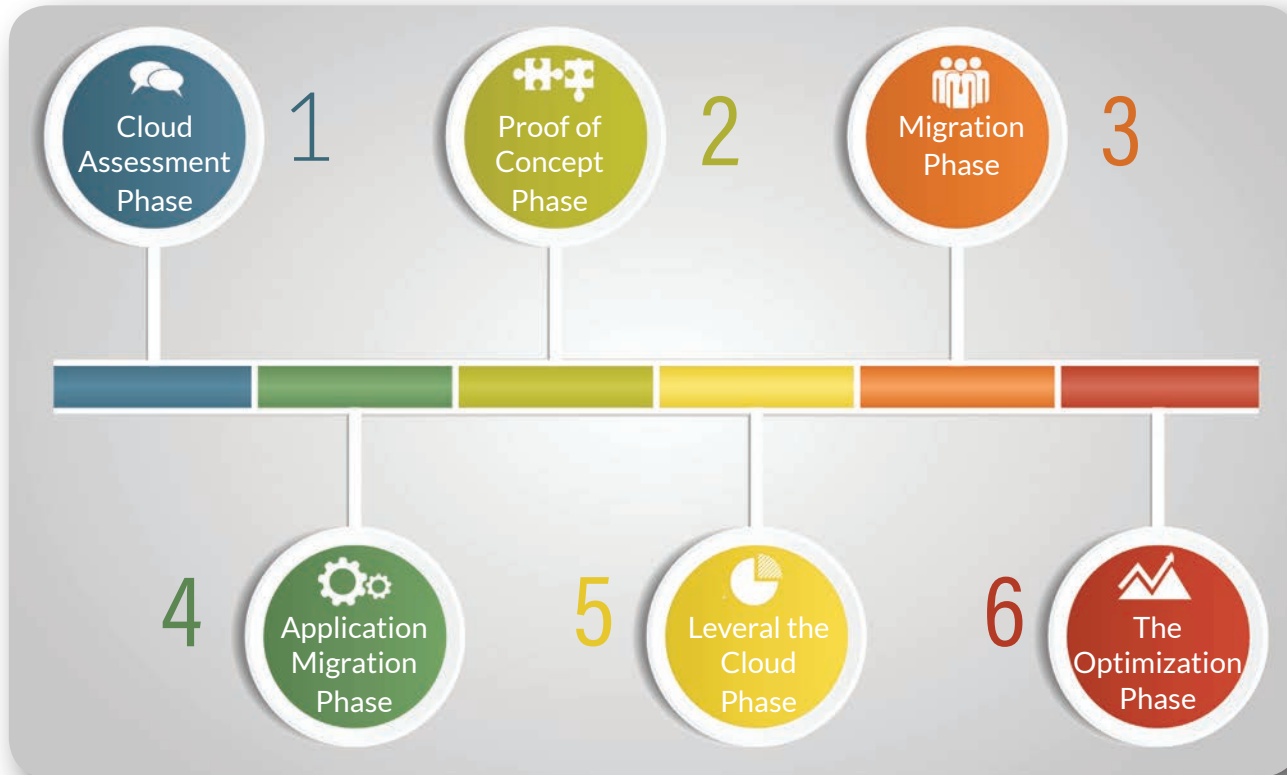 Cloud
Assessment
Phase
1
Proof of
Concept
Phase
2
Migration
Phase
3
4
Application
Migration
Phase
5
Leveral the
Cloud
Phase
6
The
Optimization
Phase